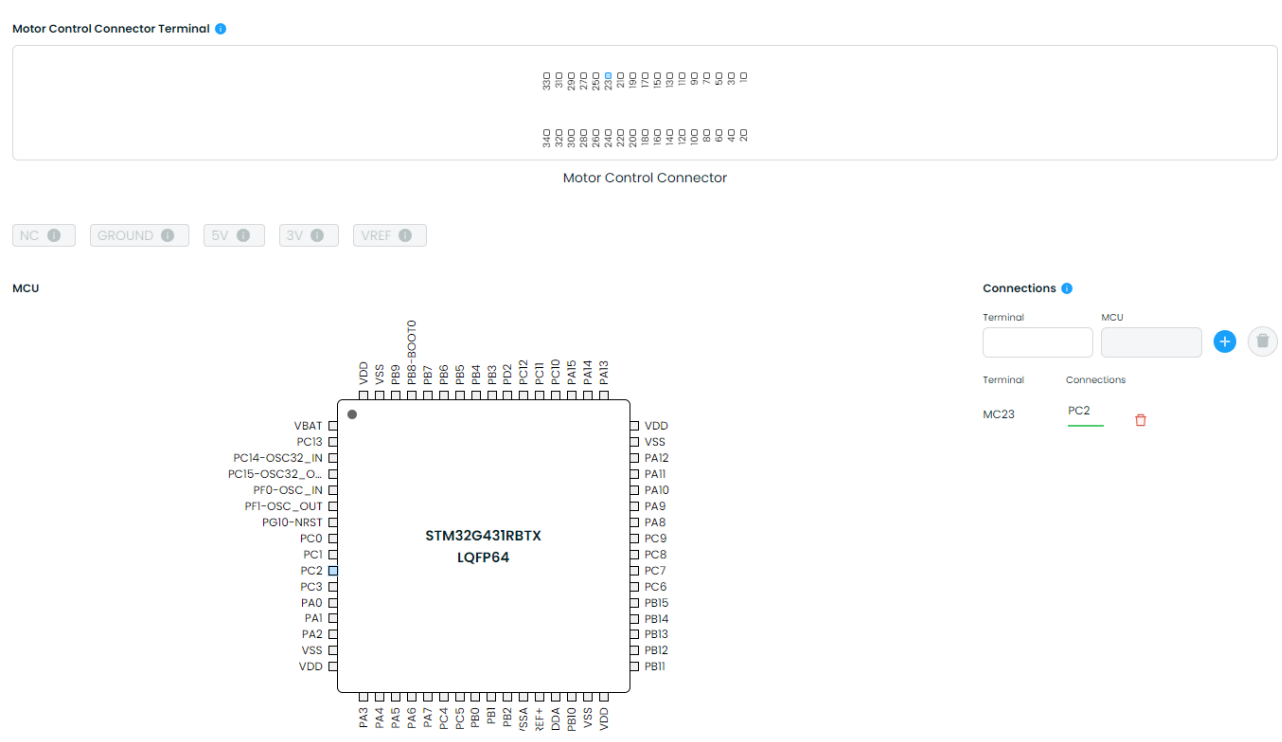 Motor Control Connector Terminal
33 31 29 27 25 23 21 19 17 15 13 11 9 7 5 3 1
34 32 30 28 26 24 22 20 18 16 14 12 10 8 6 4 2
Motor Control Connector
NC GROUND 5V 3V VREF
MCU
Connections
Terminal MCU
Terminal Connections
MC23 PC2
VDD VSS PB9 PB8-BOOT0 PB7 PB6 PB5 PB4 PB3 PD2 PC12 PC11 PC10 PA15 PA14 PA13
VBAT
PC13
PC14-OSC32_IN
PC15-OSC32_O...
PF0-OSC_IN
PF1-OSC_OUT
PG10-NRST
PC0
PC1
PC2
PC3
PA0
PA1
PA2
VSS
VDD
STM32G431RBTX
LQFP64
VDD
VSS
PA12
PA11
PA10
PA9
PA8
PC9
PC8
PC7
PC6
PB15
PB14
PB13
PB12
PB11
PA3 PA4 PA5 PA6 PA7 PC4 PC5 PB0 PB1 PB2 VSSA REF+ DDA PB10 VSS VDD